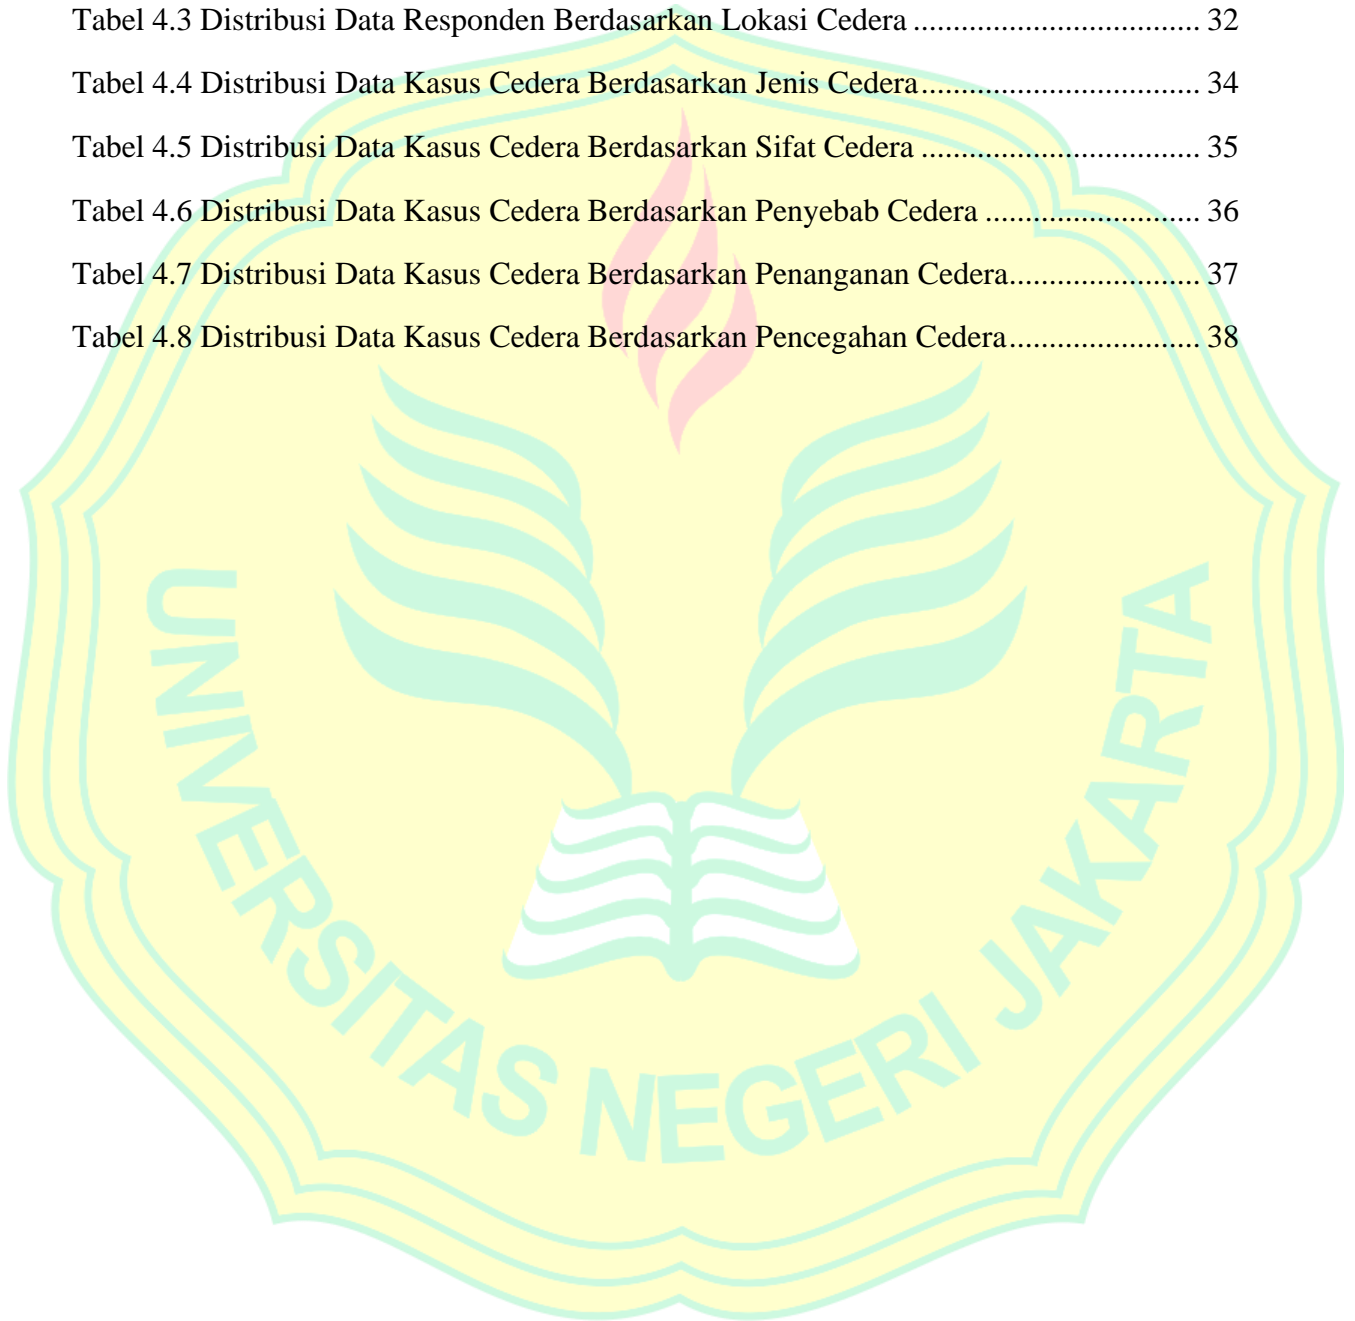 Tabel 4.3 Distribusi Data Responden Berdasarkan Lokasi Cedera .................................... 32
Tabel 4.4 Distribusi Data Kasus Cedera Berdasarkan Jenis Cedera................................... 34
Tabel 4.5 Distribusi Data Kasus Cedera Berdasarkan Sifat Cedera ................................... 35
Tabel 4.6 Distribusi Data Kasus Cedera Berdasarkan Penyebab Cedera ........................... 36
Tabel 4.7 Distribusi Data Kasus Cedera Berdasarkan Penanganan Cedera........................ 37
Tabel 4.8 Distribusi Data Kasus Cedera Berdasarkan Pencegahan Cedera........................ 38
UNIVERSITAS NEGERI JAKARTA